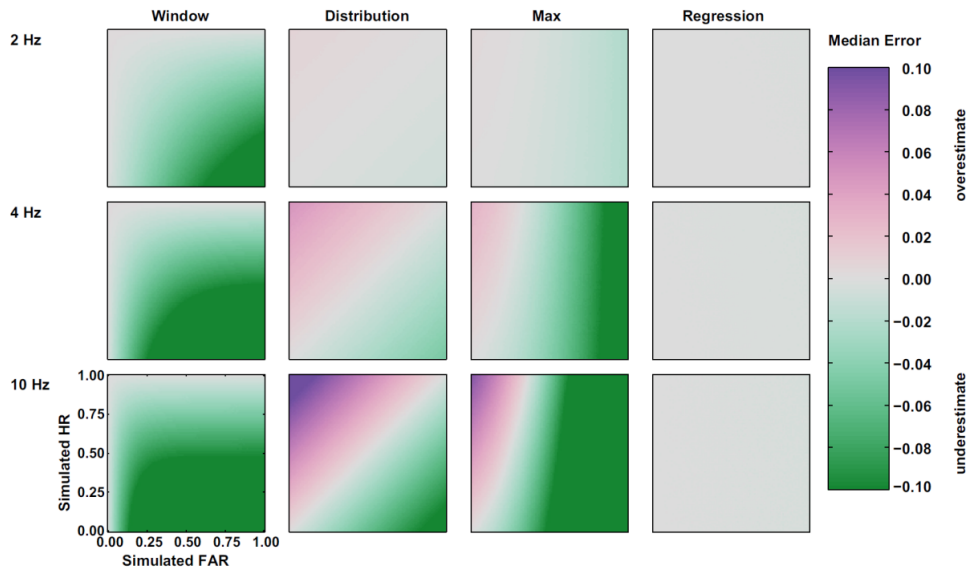 Window Distribution Max Regression
2 Hz
Median Error
0.10
0.08
0.06
0.04
0.02
0.00
−0.02
−0.04
−0.06
−0.08
−0.10
overestimate
underestimate
4 Hz
10 Hz
1.00
0.75
0.50
0.25
0.00
Simulated HR
0.00 0.25 0.50 0.75 1.00
Simulated FAR